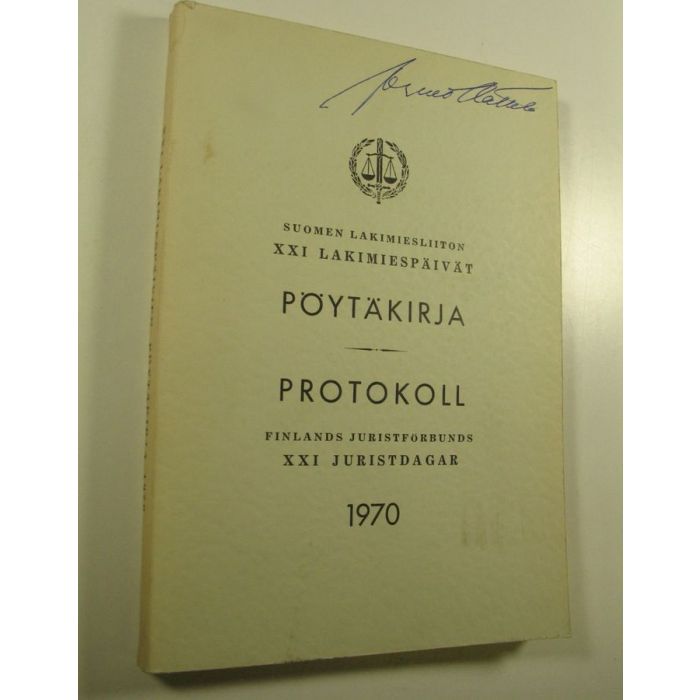 SUOMEN LAKIMIESLIITON
XXI LAKIMIESPÄIVÄT
PÖYTÄKIRJA
PROTOKOLL
FINLANDS JURISTFÖRBUNDS
XXI JURISTDAGAR
1970